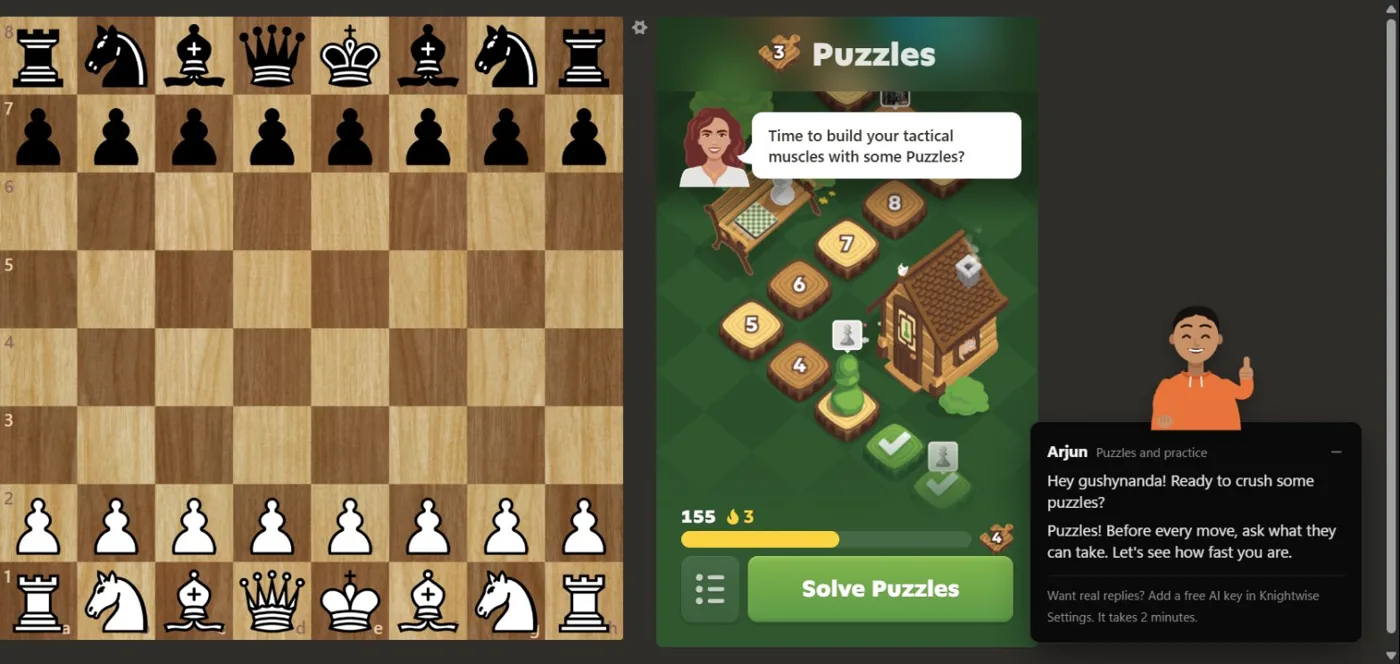 8
7
6
5
4
3
2
1
a
d
e
g
h
3
Puzzles
Time to build your tactical
muscles with some Puzzles?
8
7
6
5
4
155
3
4
Solve Puzzles
Arjun Puzzles and practice
Hey gushynanda! Ready to crush some
puzzles?
Puzzles! Before every move, ask what they
can take. Let's see how fast you are.
Want real replies? Add a free AI key in Knightwise
Settings. It takes 2 minutes.